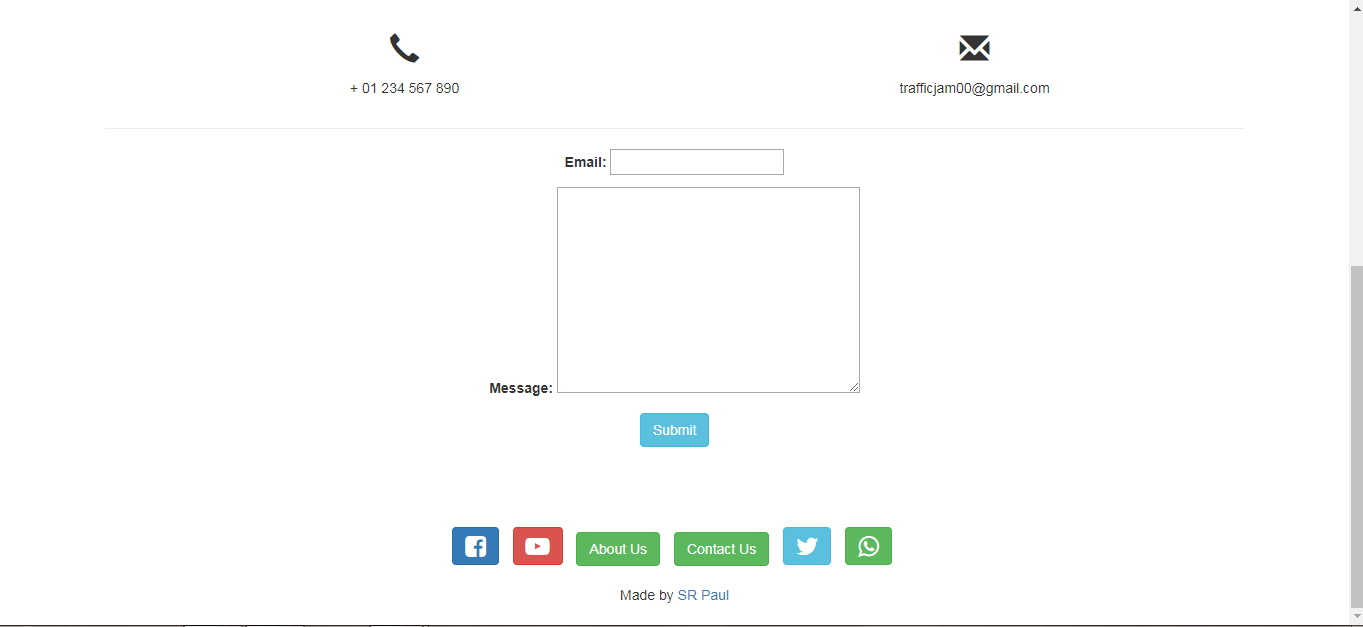 + 01 234 567 890
trafficjam00@gmail.com
Email:
Message:
Submit
About Us
Contact Us
Made by SR Paul